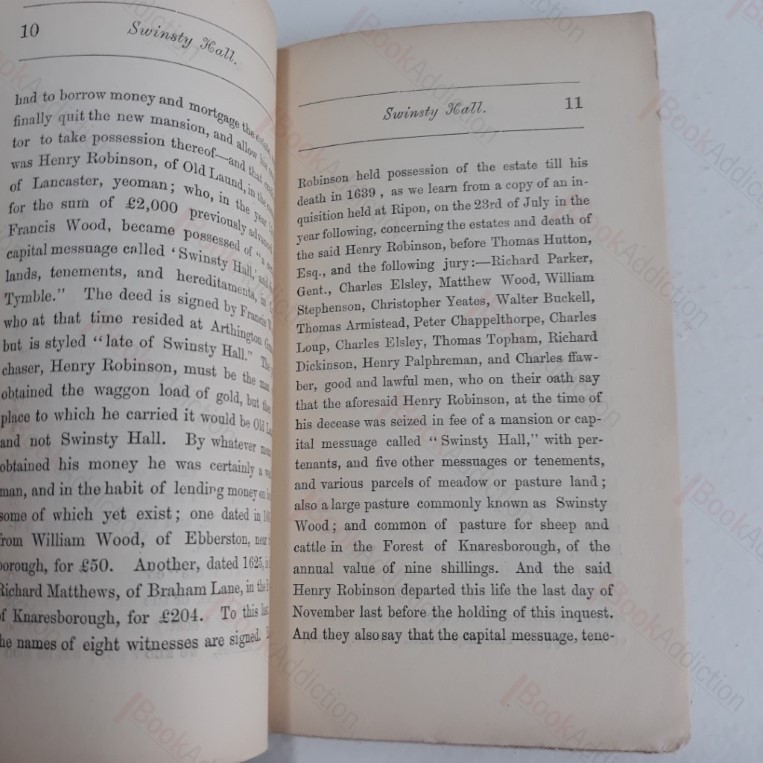 10
Swinsty Hall.
had to borrow money and mortgage the estate,
finally quit the new mansion, and allow his
tor to take possession thereof—and that
was Henry Robinson, of Old Laund, in the
of Lancaster, yeoman; who, in the year
for the sum of £2,000 previously
Francis Wood, became possessed of "a
capital messuage called 'Swinsty Hall,'
lands, tenements, and hereditaments, in
Tymble." The deed is signed by Francis
who at that time resided at Arthington
but is styled "late of Swinsty Hall." The
chaser, Henry Robinson, must be the man
obtained the waggon load of gold, but the
place to which he carried it would be Old
and not Swinsty Hall. By whatever
obtained his money he was certainly a
man, and in the habit of lending money on
some of which yet exist; one dated in
from William Wood, of Ebberston, near
borough, for £50. Another, dated 1625,
Richard Matthews, of Braham Lane, in the
of Knaresborough, for £204. To this
the names of eight witnesses are signed.
Swinsty Hall.
11
Robinson held possession of the estate till his
death in 1639, as we learn from a copy of an in-
quisition held at Ripon, on the 23rd of July in the
year following, concerning the estates and death of
the said Henry Robinson, before Thomas Hutton,
Esq., and the following jury:—Richard Parker,
Gent., Charles Elsley, Matthew Wood, William
Stephenson, Christopher Yeates, Walter Buckell,
Thomas Armistead, Peter Chappelthorpe, Charles
Loup, Charles Elsley, Thomas Topham, Richard
Dickinson, Henry Palphreman, and Charles ffaw-
ber, good and lawful men, who on their oath say
that the aforesaid Henry Robinson, at the time of
his decease was seized in fee of a mansion or cap-
ital messuage called "Swinsty Hall," with per-
tenants, and five other messuages or tenements,
and various parcels of meadow or pasture land;
also a large pasture commonly known as Swinsty
Wood; and common of pasture for sheep and
cattle in the Forest of Knaresborough, of the
annual value of nine shillings. And the said
Henry Robinson departed this life the last day of
November last before the holding of this inquest.
And they also say that the capital messuage, tene-
BookAddiction